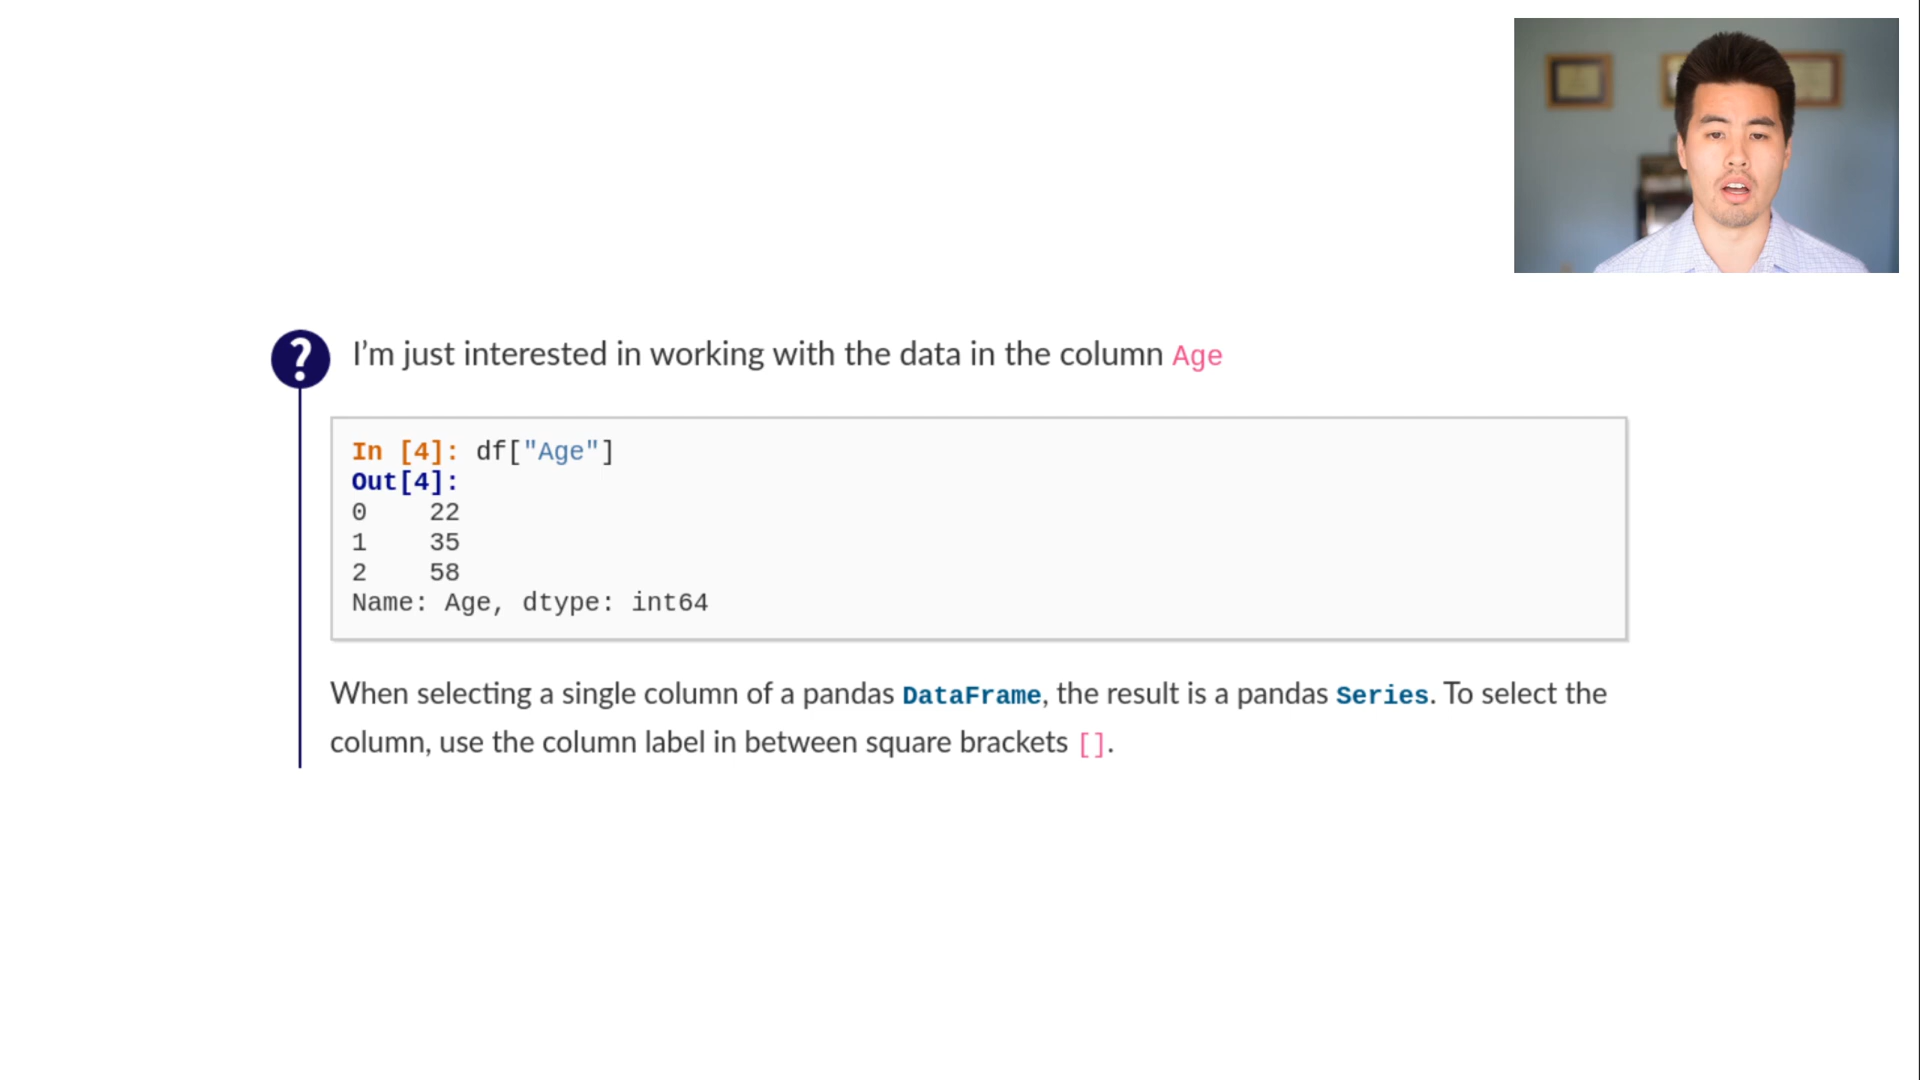 ?
I’m just interested in working with the data in the column Age
In [4]: df["Age"]
Out[4]:
0    22
1    35
2    58
Name: Age, dtype: int64
When selecting a single column of a pandas DataFrame, the result is a pandas Series. To select the
column, use the column label in between square brackets [].